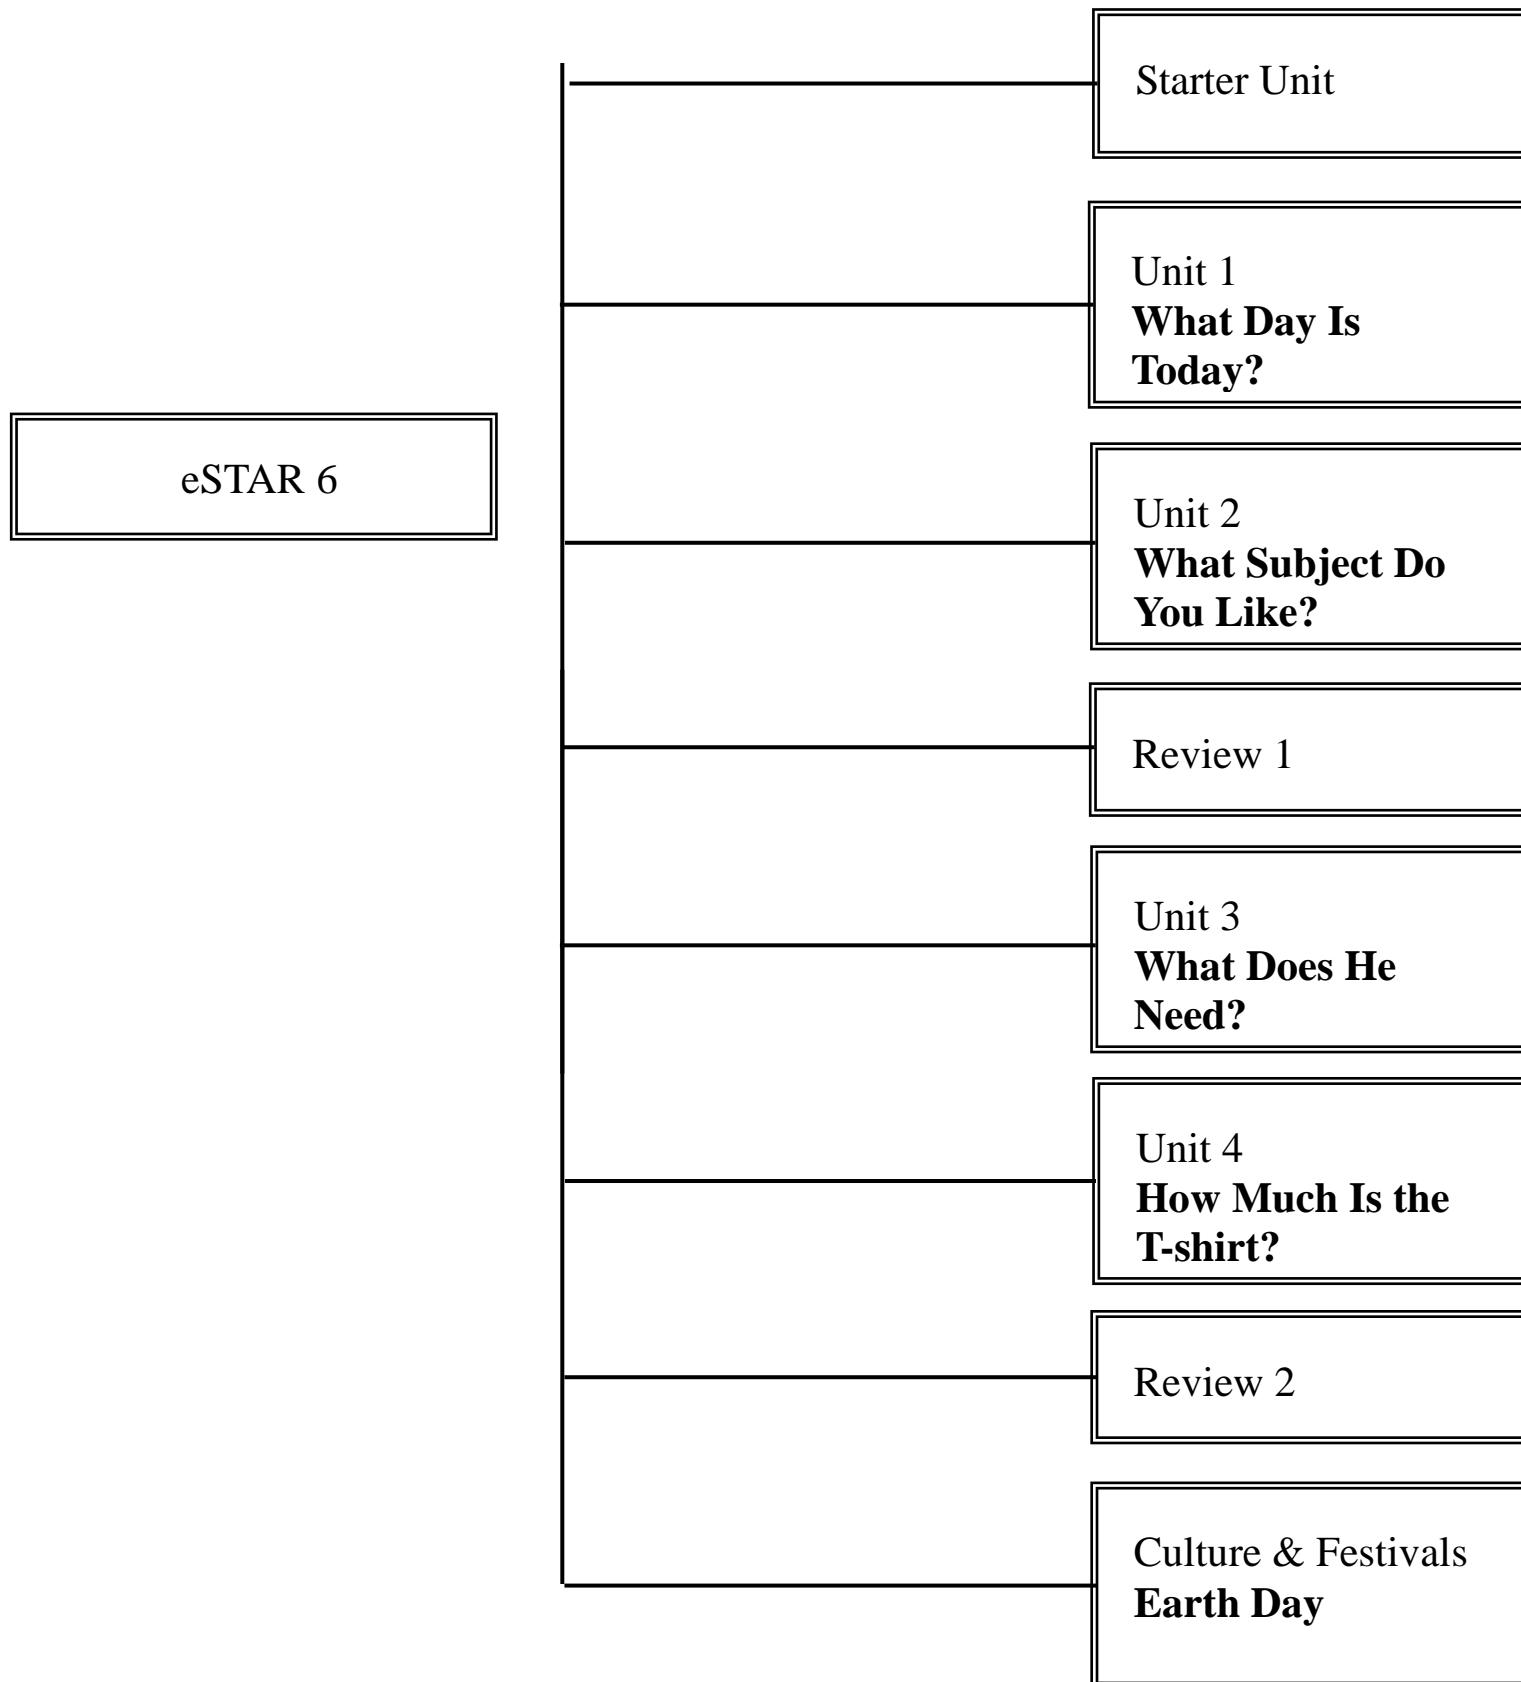 eSTAR 6
Starter Unit
Unit 1
What Day Is
Today?
Unit 2
What Subject Do
You Like?
Review 1
Unit 3
What Does He
Need?
Unit 4
How Much Is the
T-shirt?
Review 2
Culture & Festivals
Earth Day